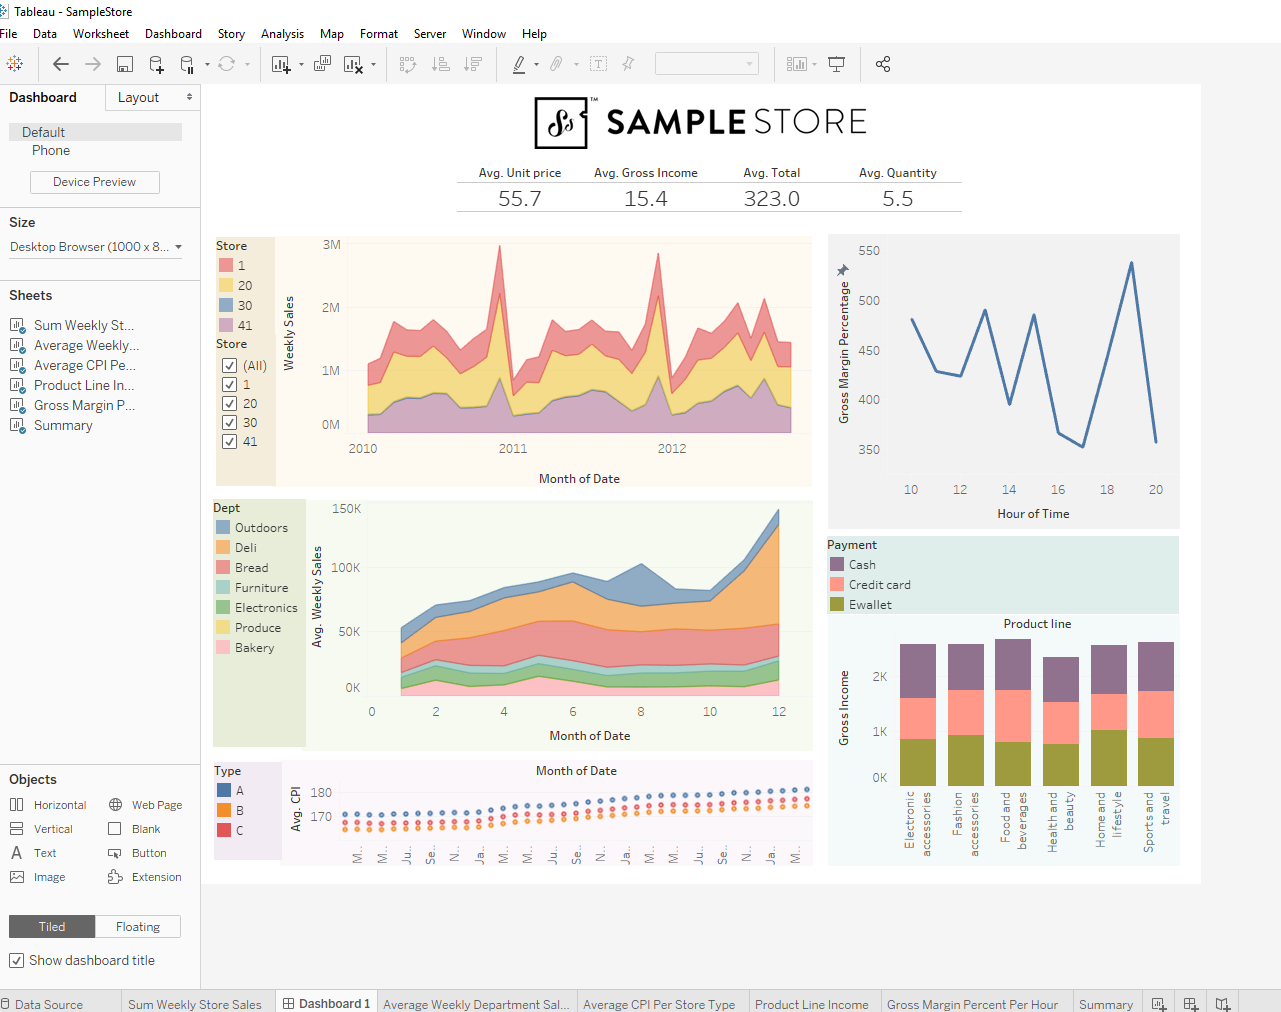 Tableau - SampleStore
File Data Worksheet Dashboard Story Analysis Map Format Server Window Help
Dashboard Layout
Default
Phone
Device Preview
Size
Desktop Browser (1000 x 8...
Sheets
Sum Weekly St...
Average Weekly...
Average CPI Pe...
Product Line In...
Gross Margin P...
Summary
Objects
Horizontal Web Page
Vertical Blank
Text Button
Image Extension
Tiled Floating
Show dashboard title
Ss ™ SAMPLE STORE
Avg. Unit price Avg. Gross Income Avg. Total Avg. Quantity
55.7 15.4 323.0 5.5
Store
1
20
30
41
Store
(All)
1
20
30
41
Weekly Sales
3M
2M
1M
0M
2010 2011 2012
Month of Date
Gross Margin Percentage
550
500
450
400
350
10 12 14 16 18 20
Hour of Time
Dept
Outdoors
Deli
Bread
Furniture
Electronics
Produce
Bakery
Avg. Weekly Sales
150K
100K
50K
0K
0 2 4 6 8 10 12
Month of Date
Payment
Cash
Credit card
Ewallet
Product line
Gross Income
2K
1K
0K
Electronic accessories
Fashion accessories
Food and beverages
Health and beauty
Home and lifestyle
Sports and travel
Type
A
B
C
Month of Date
Avg. CPI
180
170
M.. M.. Ju.. Se.. N.. Ja.. M.. M.. Ju.. Se.. N.. Ja.. M.. M.. Ju.. Se.. N.. Ja.. M..
Data Source Sum Weekly Store Sales Dashboard 1 Average Weekly Department Sal... Average CPI Per Store Type Product Line Income Gross Margin Percent Per Hour Summary